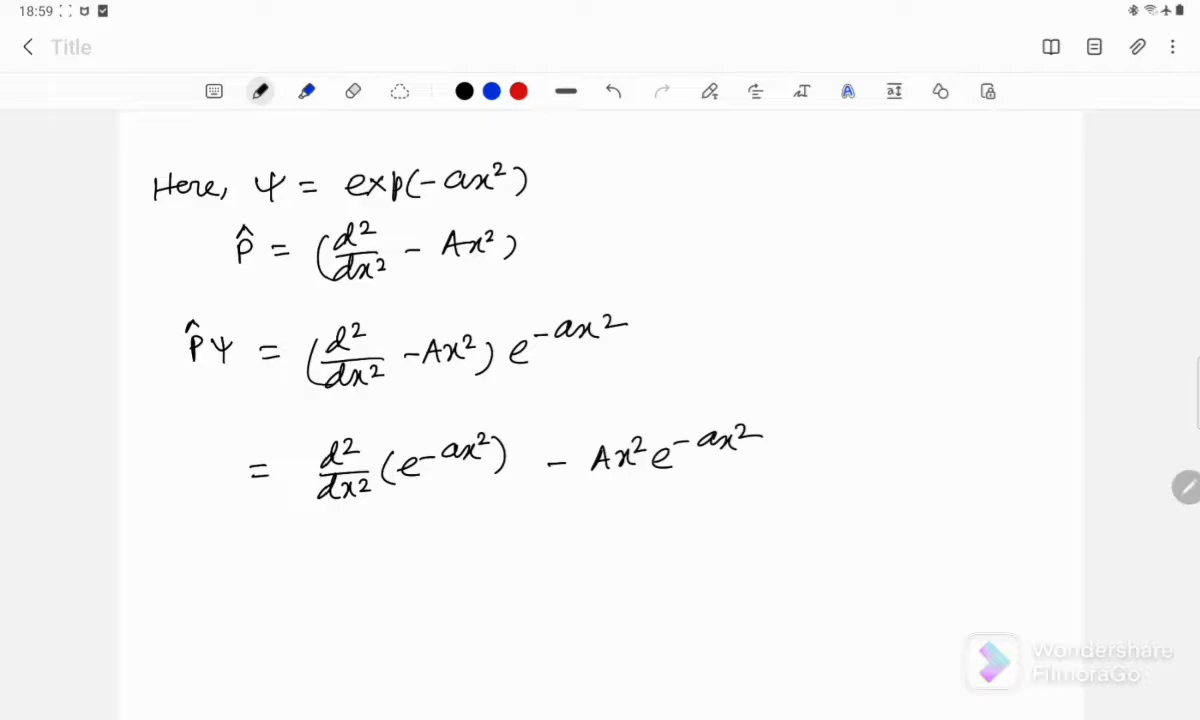 18:59
Title
Here, Ψ = exp(-ax²)
P̂ = (d²/dx² - Ax²)
P̂Ψ = (d²/dx² - Ax²) e^(-ax²)
= d²/dx² (e^(-ax²)) - Ax² e^(-ax²)
Wondershare
FilmoraGo